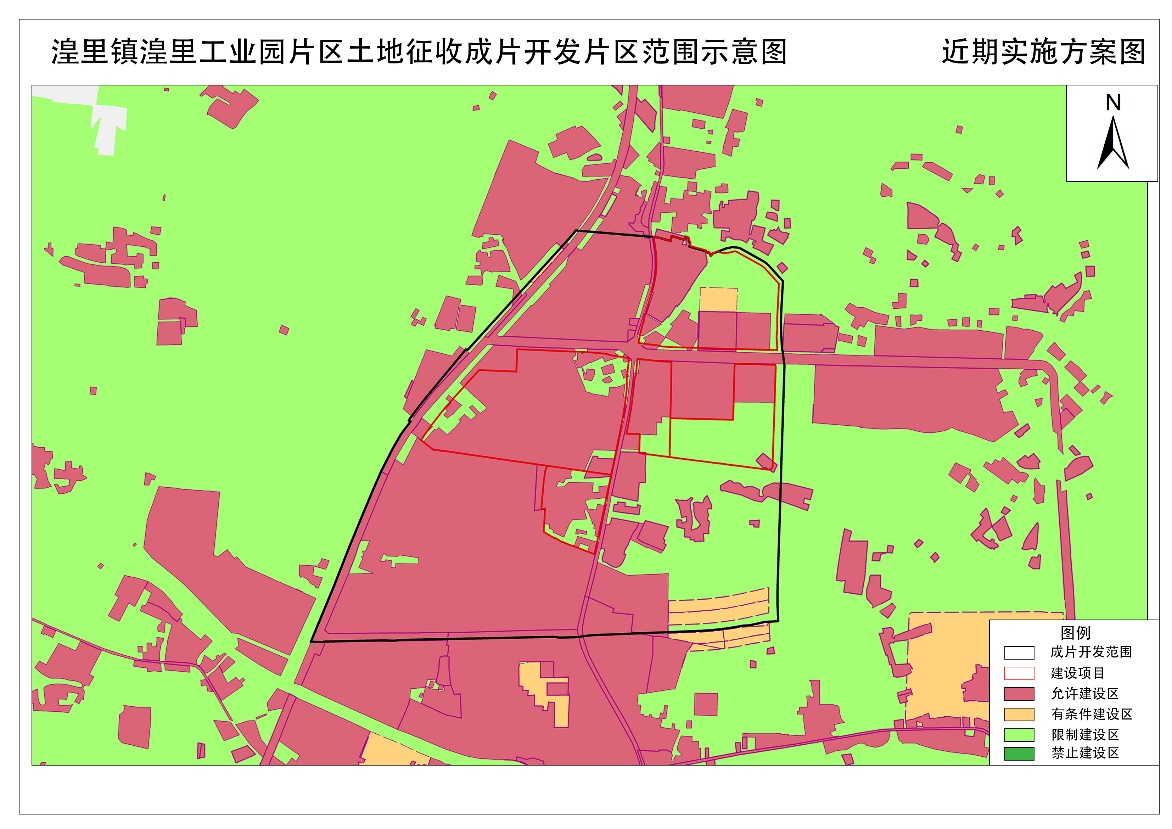 湟里镇湟里工业园片区土地征收成片开发片区范围示意图
近期实施方案图
N
图例
成片开发范围
建设项目
允许建设区
有条件建设区
限制建设区
禁止建设区